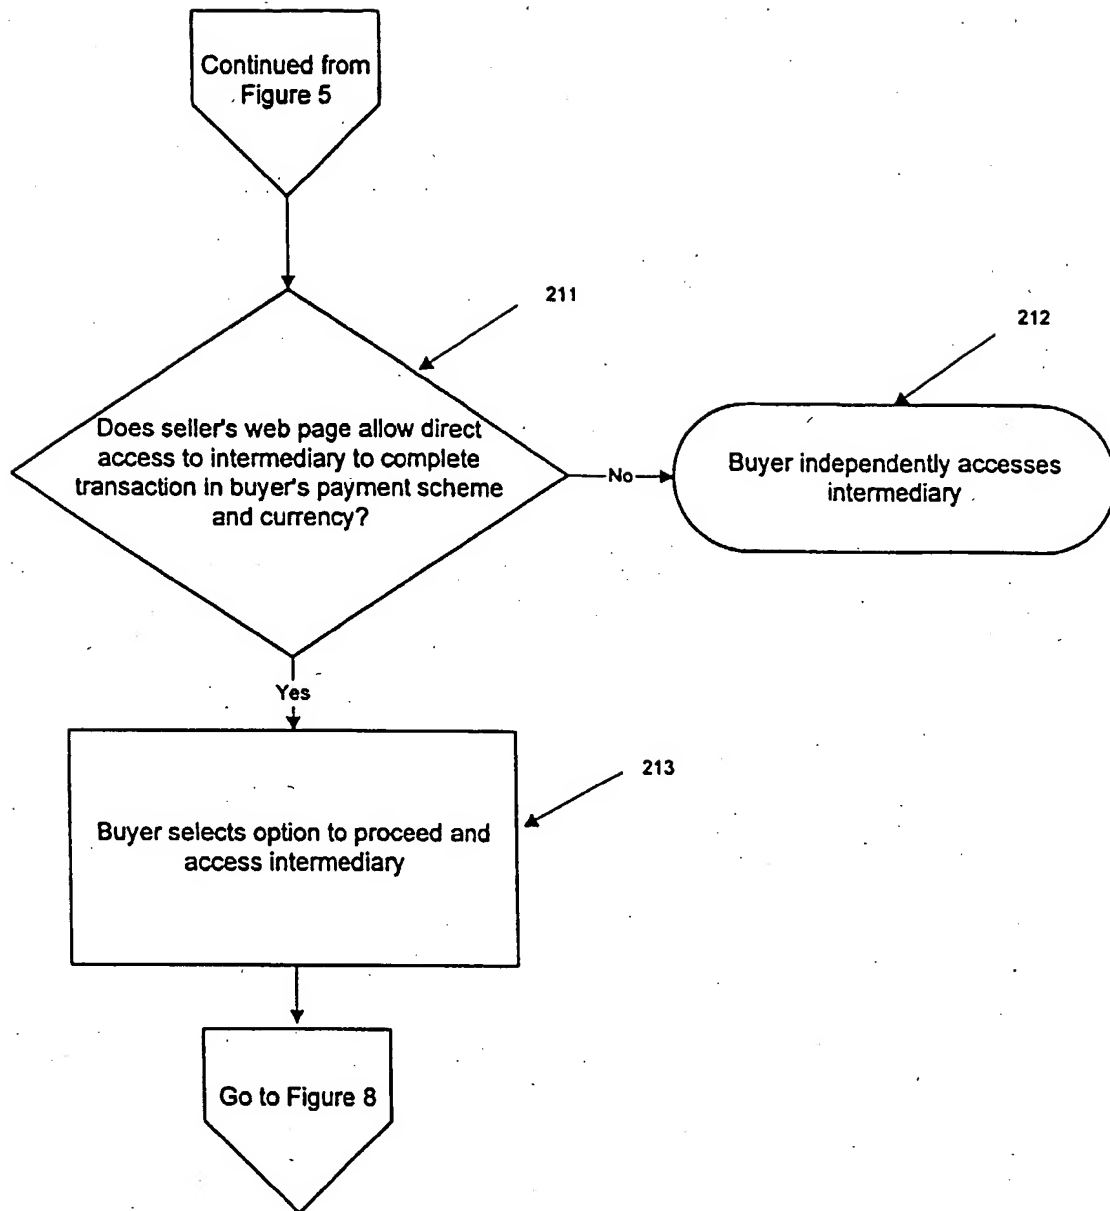 Continued from
Figure 5
211
212
Does seller's web page allow direct
access to intermediary to complete
transaction in buyer's payment scheme
and currency?
No
Buyer independently accesses
intermediary
Yes
213
Buyer selects option to proceed and
access intermediary
Go to Figure 8